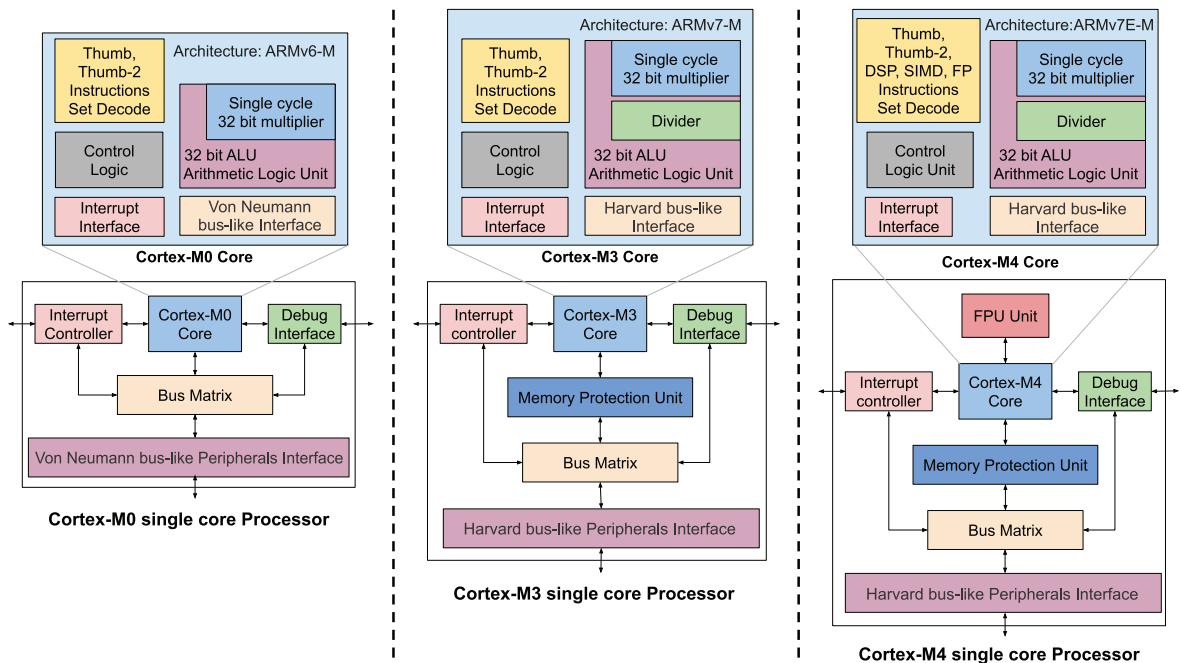 Architecture: ARMv6-M
Thumb,
Thumb-2
Instructions
Set Decode
Single cycle
32 bit multiplier
Control
Logic
32 bit ALU
Arithmetic Logic Unit
Interrupt
Interface
Von Neumann
bus-like Interface
Cortex-M0 Core
Interrupt
Controller
Cortex-M0
Core
Debug
Interface
Bus Matrix
Von Neumann bus-like Peripherals Interface
Cortex-M0 single core Processor
Architecture: ARMv7-M
Thumb,
Thumb-2
Instructions
Set Decode
Single cycle
32 bit multiplier
Divider
Control
Logic
32 bit ALU
Arithmetic Logic Unit
Interrupt
Interface
Harvard bus-like
Interface
Cortex-M3 Core
Interrupt
controller
Cortex-M3
Core
Debug
Interface
Memory Protection Unit
Bus Matrix
Harvard bus-like Peripherals Interface
Cortex-M3 single core Processor
Architecture:ARMv7E-M
Thumb,
Thumb-2,
DSP, SIMD, FP
Instructions
Set Decode
Single cycle
32 bit multiplier
Divider
Control
Logic Unit
32 bit ALU
Arithmetic Logic Unit
Interrupt
Interface
Harvard bus-like
Interface
Cortex-M4 Core
FPU Unit
Interrupt
controller
Cortex-M4
Core
Debug
Interface
Memory Protection Unit
Bus Matrix
Harvard bus-like Peripherals Interface
Cortex-M4 single core Processor